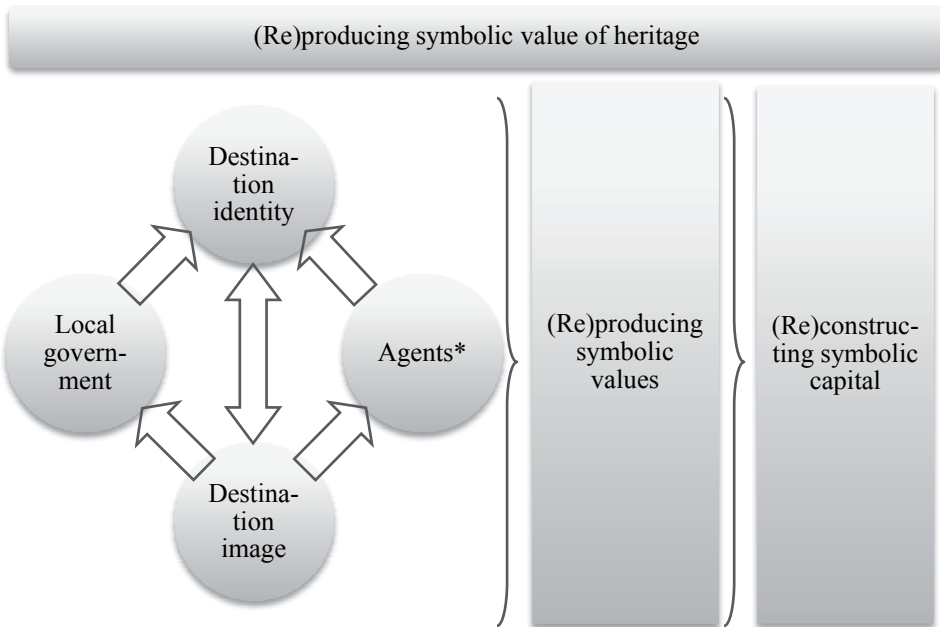 (Re)producing symbolic value of heritage
Destina-
tion
identity
Local
govern-
ment
Agents*
Destina-
tion
image
(Re)producing
symbolic
values
(Re)construc-
ting symbolic
capital